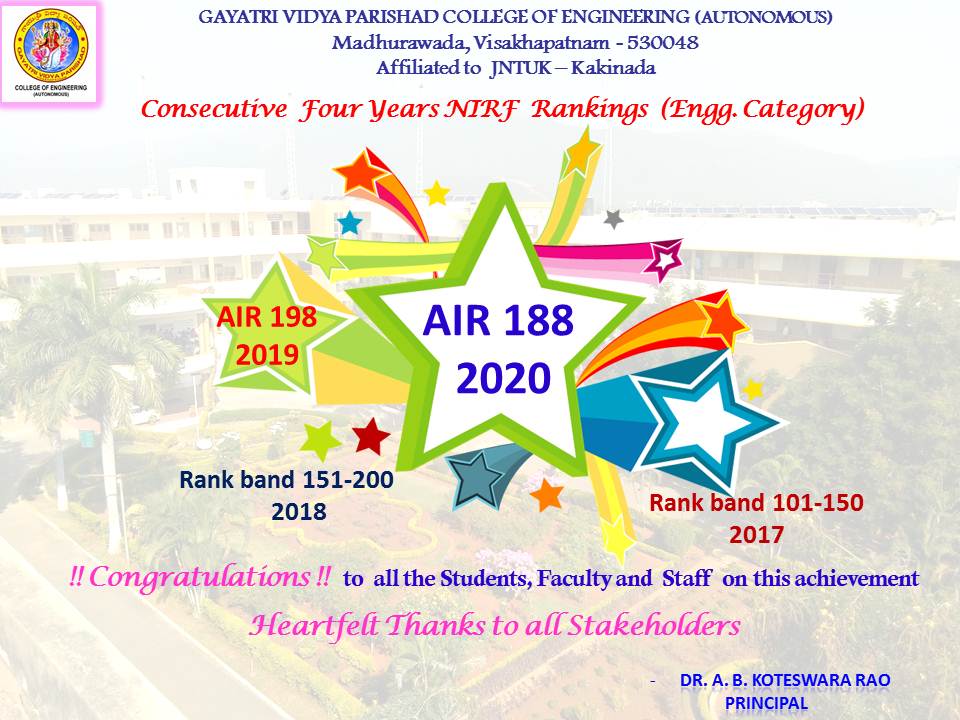 GAYATRI VIDYA PARISHAD COLLEGE OF ENGINEERING (AUTONOMOUS)
Madhurawada, Visakhapatnam - 530048
Affiliated to JNTUK – Kakinada
GAYATRI VIDYA PARISHAD
COLLEGE OF ENGINEERING
(AUTONOMOUS)
Consecutive Four Years NIRF Rankings (Engg. Category)
AIR 198
2019
AIR 188
2020
Rank band 151-200
2018
Rank band 101-150
2017
!! Congratulations !! to all the Students, Faculty and Staff on this achievement
Heartfelt Thanks to all Stakeholders
- DR. A. B. KOTESWARA RAO
PRINCIPAL